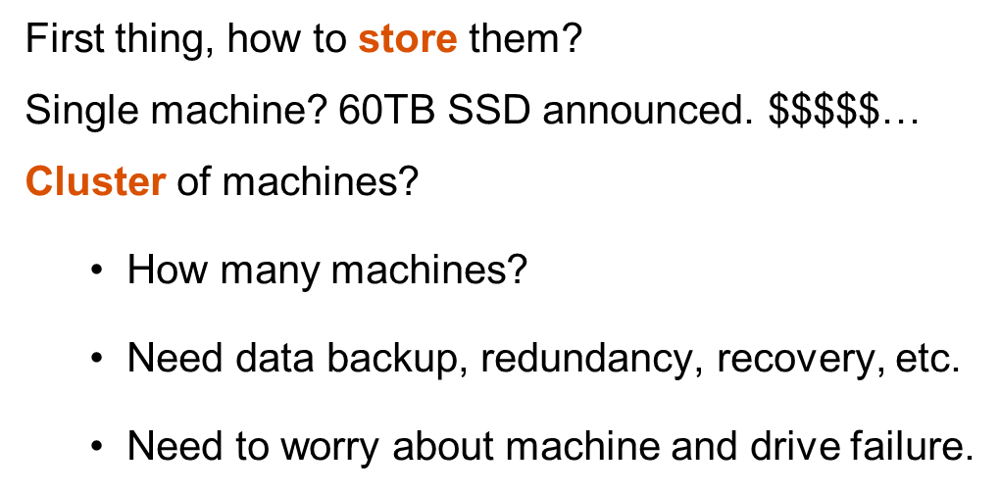 First thing, how to store them?
Single machine? 60TB SSD announced. $$$$$…
Cluster of machines?
• How many machines?
• Need data backup, redundancy, recovery, etc.
• Need to worry about machine and drive failure.